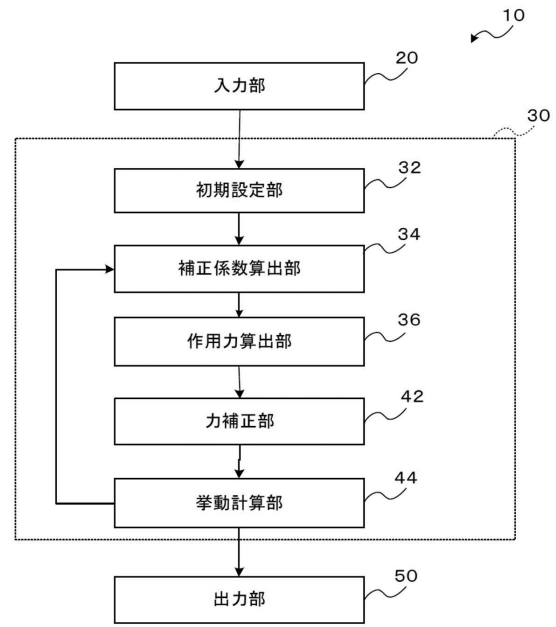 10
20
入力部
30
32
初期設定部
34
補正係数算出部
36
作用力算出部
42
力補正部
44
挙動計算部
50
出力部